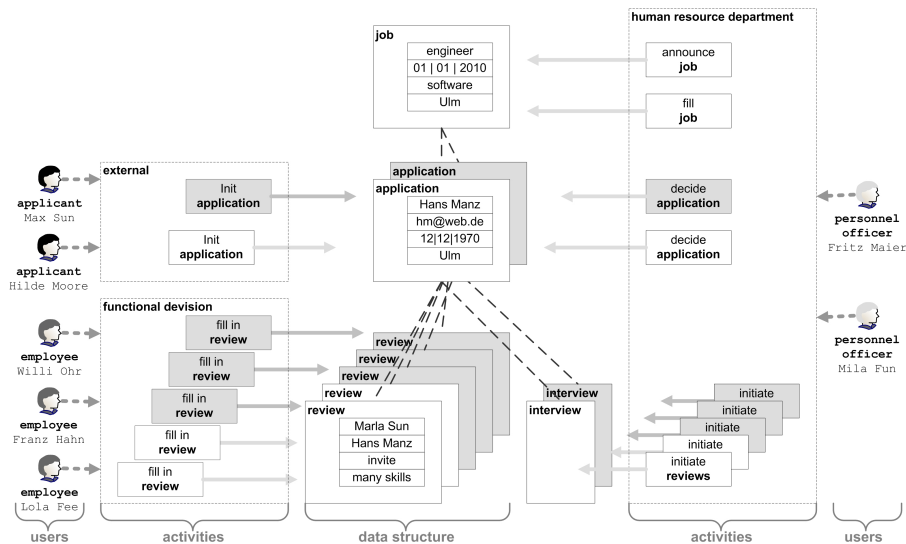 human resource department
job
engineer
01 | 01 | 2010
software
Ulm
announce
job
fill
job
external
applicant
Max Sun
Init
application
application
application
Hans Manz
hm@web.de
12|12|1970
Ulm
decide
application
personnel
officer
Fritz Maier
applicant
Hilde Moore
Init
application
decide
application
functional devision
employee
Willi Ohr
fill in
review
fill in
review
fill in
review
fill in
review
fill in
review
employee
Franz Hahn
employee
Lola Fee
review
review
review
review
review
Marla Sun
Hans Manz
invite
many skills
interview
interview
initiate
initiate
initiate
initiate
initiate
reviews
personnel
officer
Mila Fun
users
activities
data structure
activities
users